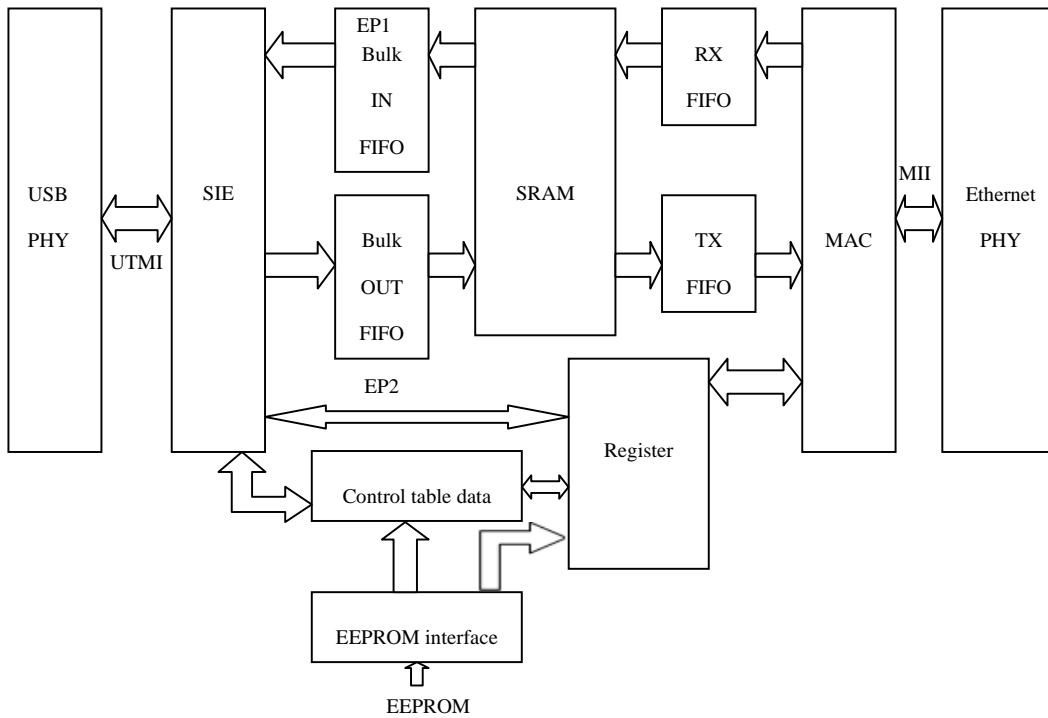 USB
PHY
UTMI
SIE
EP1
Bulk
IN
FIFO
Bulk
OUT
FIFO
EP2
SRAM
RX
FIFO
TX
FIFO
MAC
MII
Ethernet
PHY
Register
Control table data
EEPROM interface
EEPROM